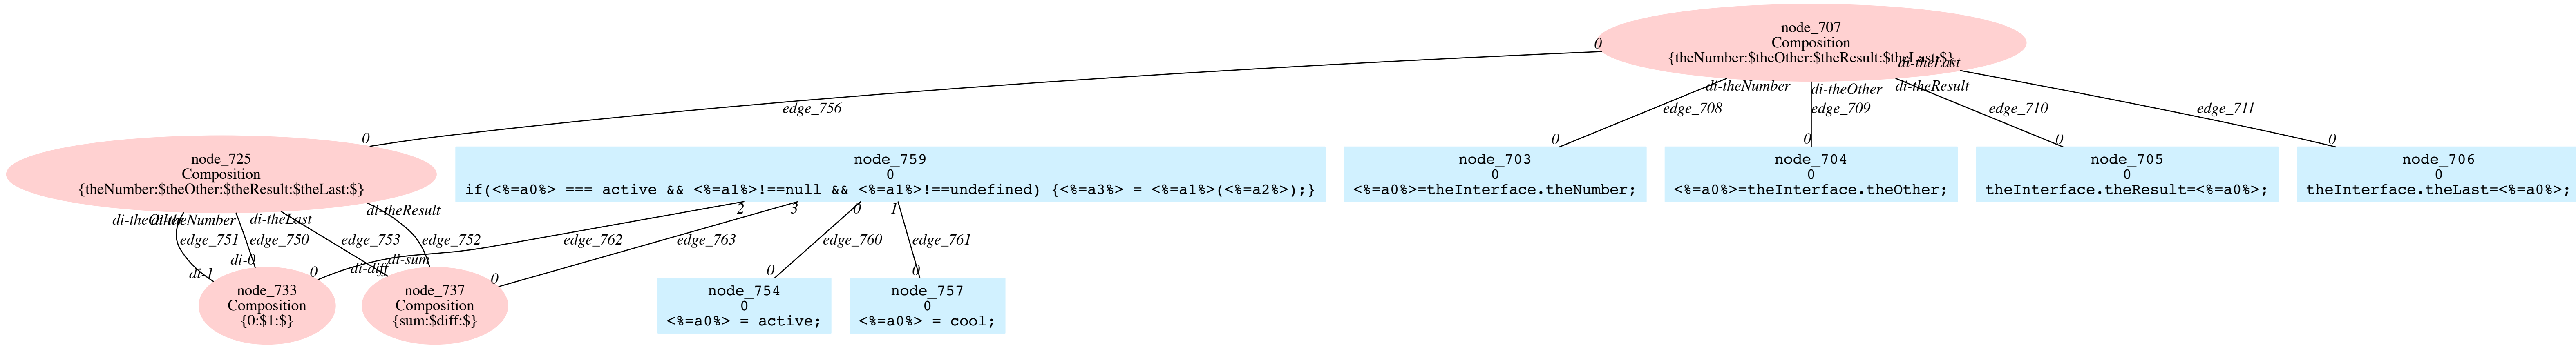 node_707
Composition
{theNumber:$theOther:$theResult:$theLast:$}
0
di-theLast
di-theNumber
di-theOther
di-theResult
edge_756
edge_708
edge_709
edge_710
edge_711
0
0
0
0
0
node_725
Composition
{theNumber:$theOther:$theResult:$theLast:$}
node_759
0
if(<%=a0%> === active && <%=a1%>!==null && <%=a1%>!==undefined) {<%=a3%> = <%=a1%>(<%=a2%>);}
node_703
0
<%=a0%>=theInterface.theNumber;
node_704
0
<%=a0%>=theInterface.theOther;
node_705
0
theInterface.theResult=<%=a0%>;
node_706
0
theInterface.theLast=<%=a0%>;
di-theOther
di-theNumber
di-theLast
di-theResult
2
3
0
1
edge_751
edge_750
edge_753
edge_752
edge_762
edge_763
edge_760
edge_761
di-1
di-0
0
di-diff
di-sum
0
0
0
node_733
Composition
{0:$1:$}
node_737
Composition
{sum:$diff:$}
node_754
0
<%=a0%> = active;
node_757
0
<%=a0%> = cool;